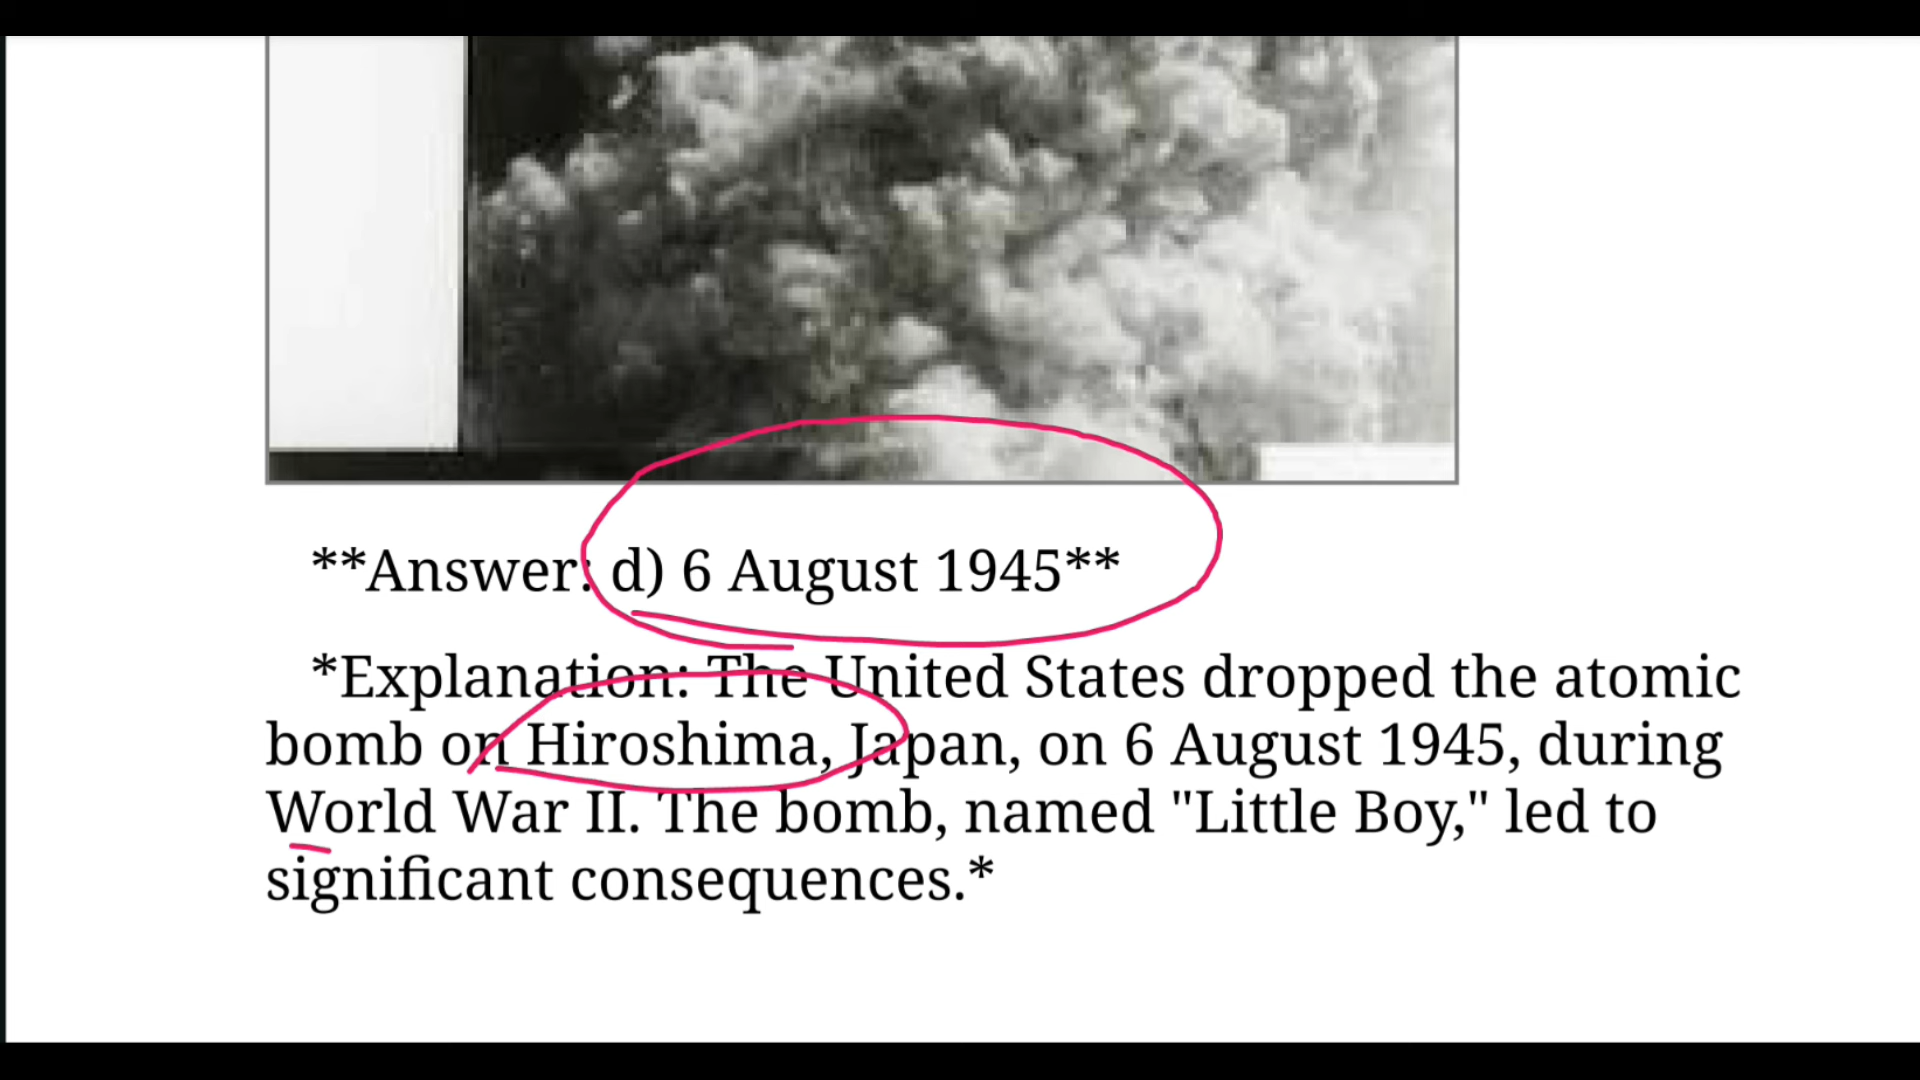 **Answer: d) 6 August 1945**
*Explanation: The United States dropped the atomic
bomb on Hiroshima, Japan, on 6 August 1945, during
World War II. The bomb, named "Little Boy," led to
significant consequences.*